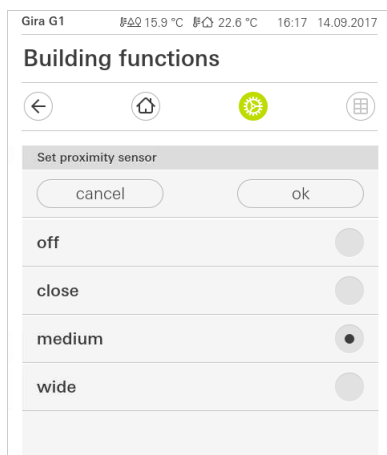 Gira G1 15.9 °C 22.6 °C 16:17 14.09.2017
Building functions
Set proximity sensor
cancel ok
off
close
medium
wide